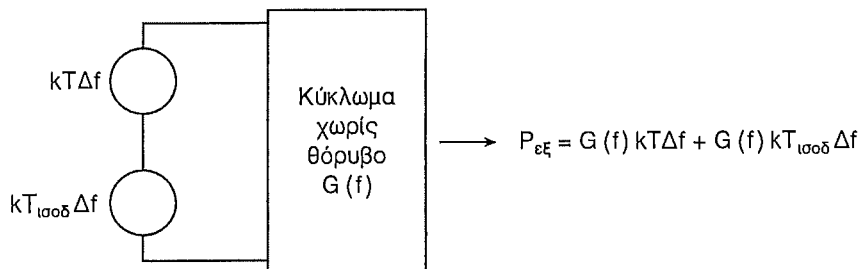 kTΔf
kT_ισοδ Δf
Κύκλωμα
χωρίς
θόρυβο
G (f)
P_εξ = G (f) kTΔf + G (f) kT_ισοδ Δf